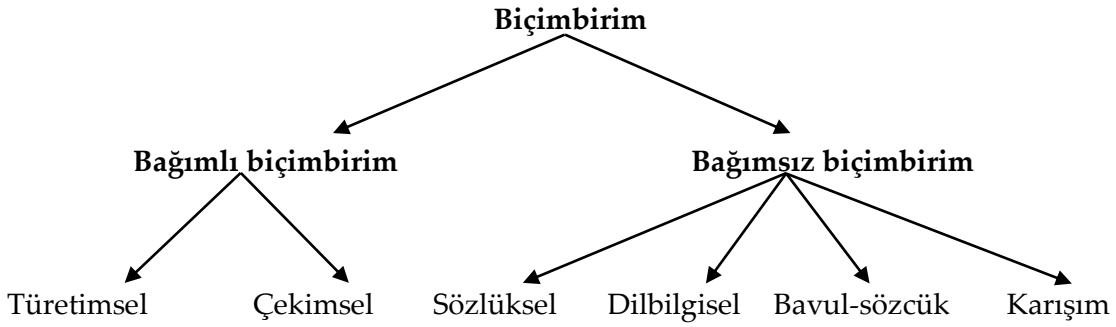 Biçimbirim
Bağımlı biçimbirim Bağımsız biçimbirim
Türetimsel Çekimsel Sözlüksel Dilbilgisel Bavul-sözcük Karışım